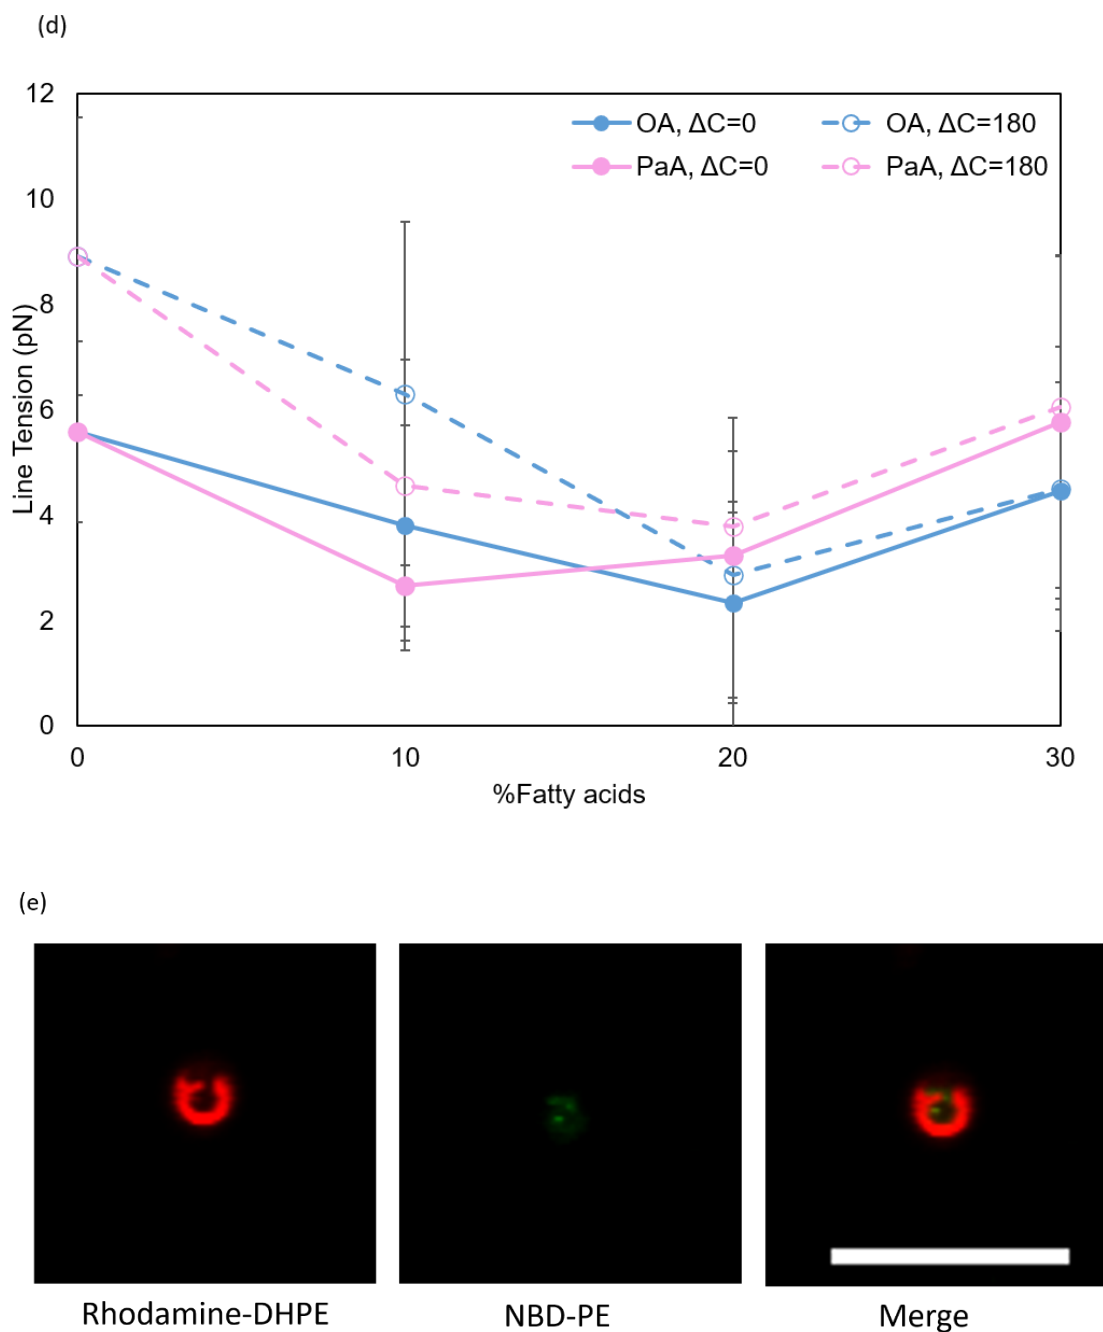 (d)
12
10
8
6
4
2
0
Line Tension (pN)
OA, ΔC=0
OA, ΔC=180
PaA, ΔC=0
PaA, ΔC=180
0 10 20 30
%Fatty acids
(e)
Rhodamine-DHPE
NBD-PE
Merge